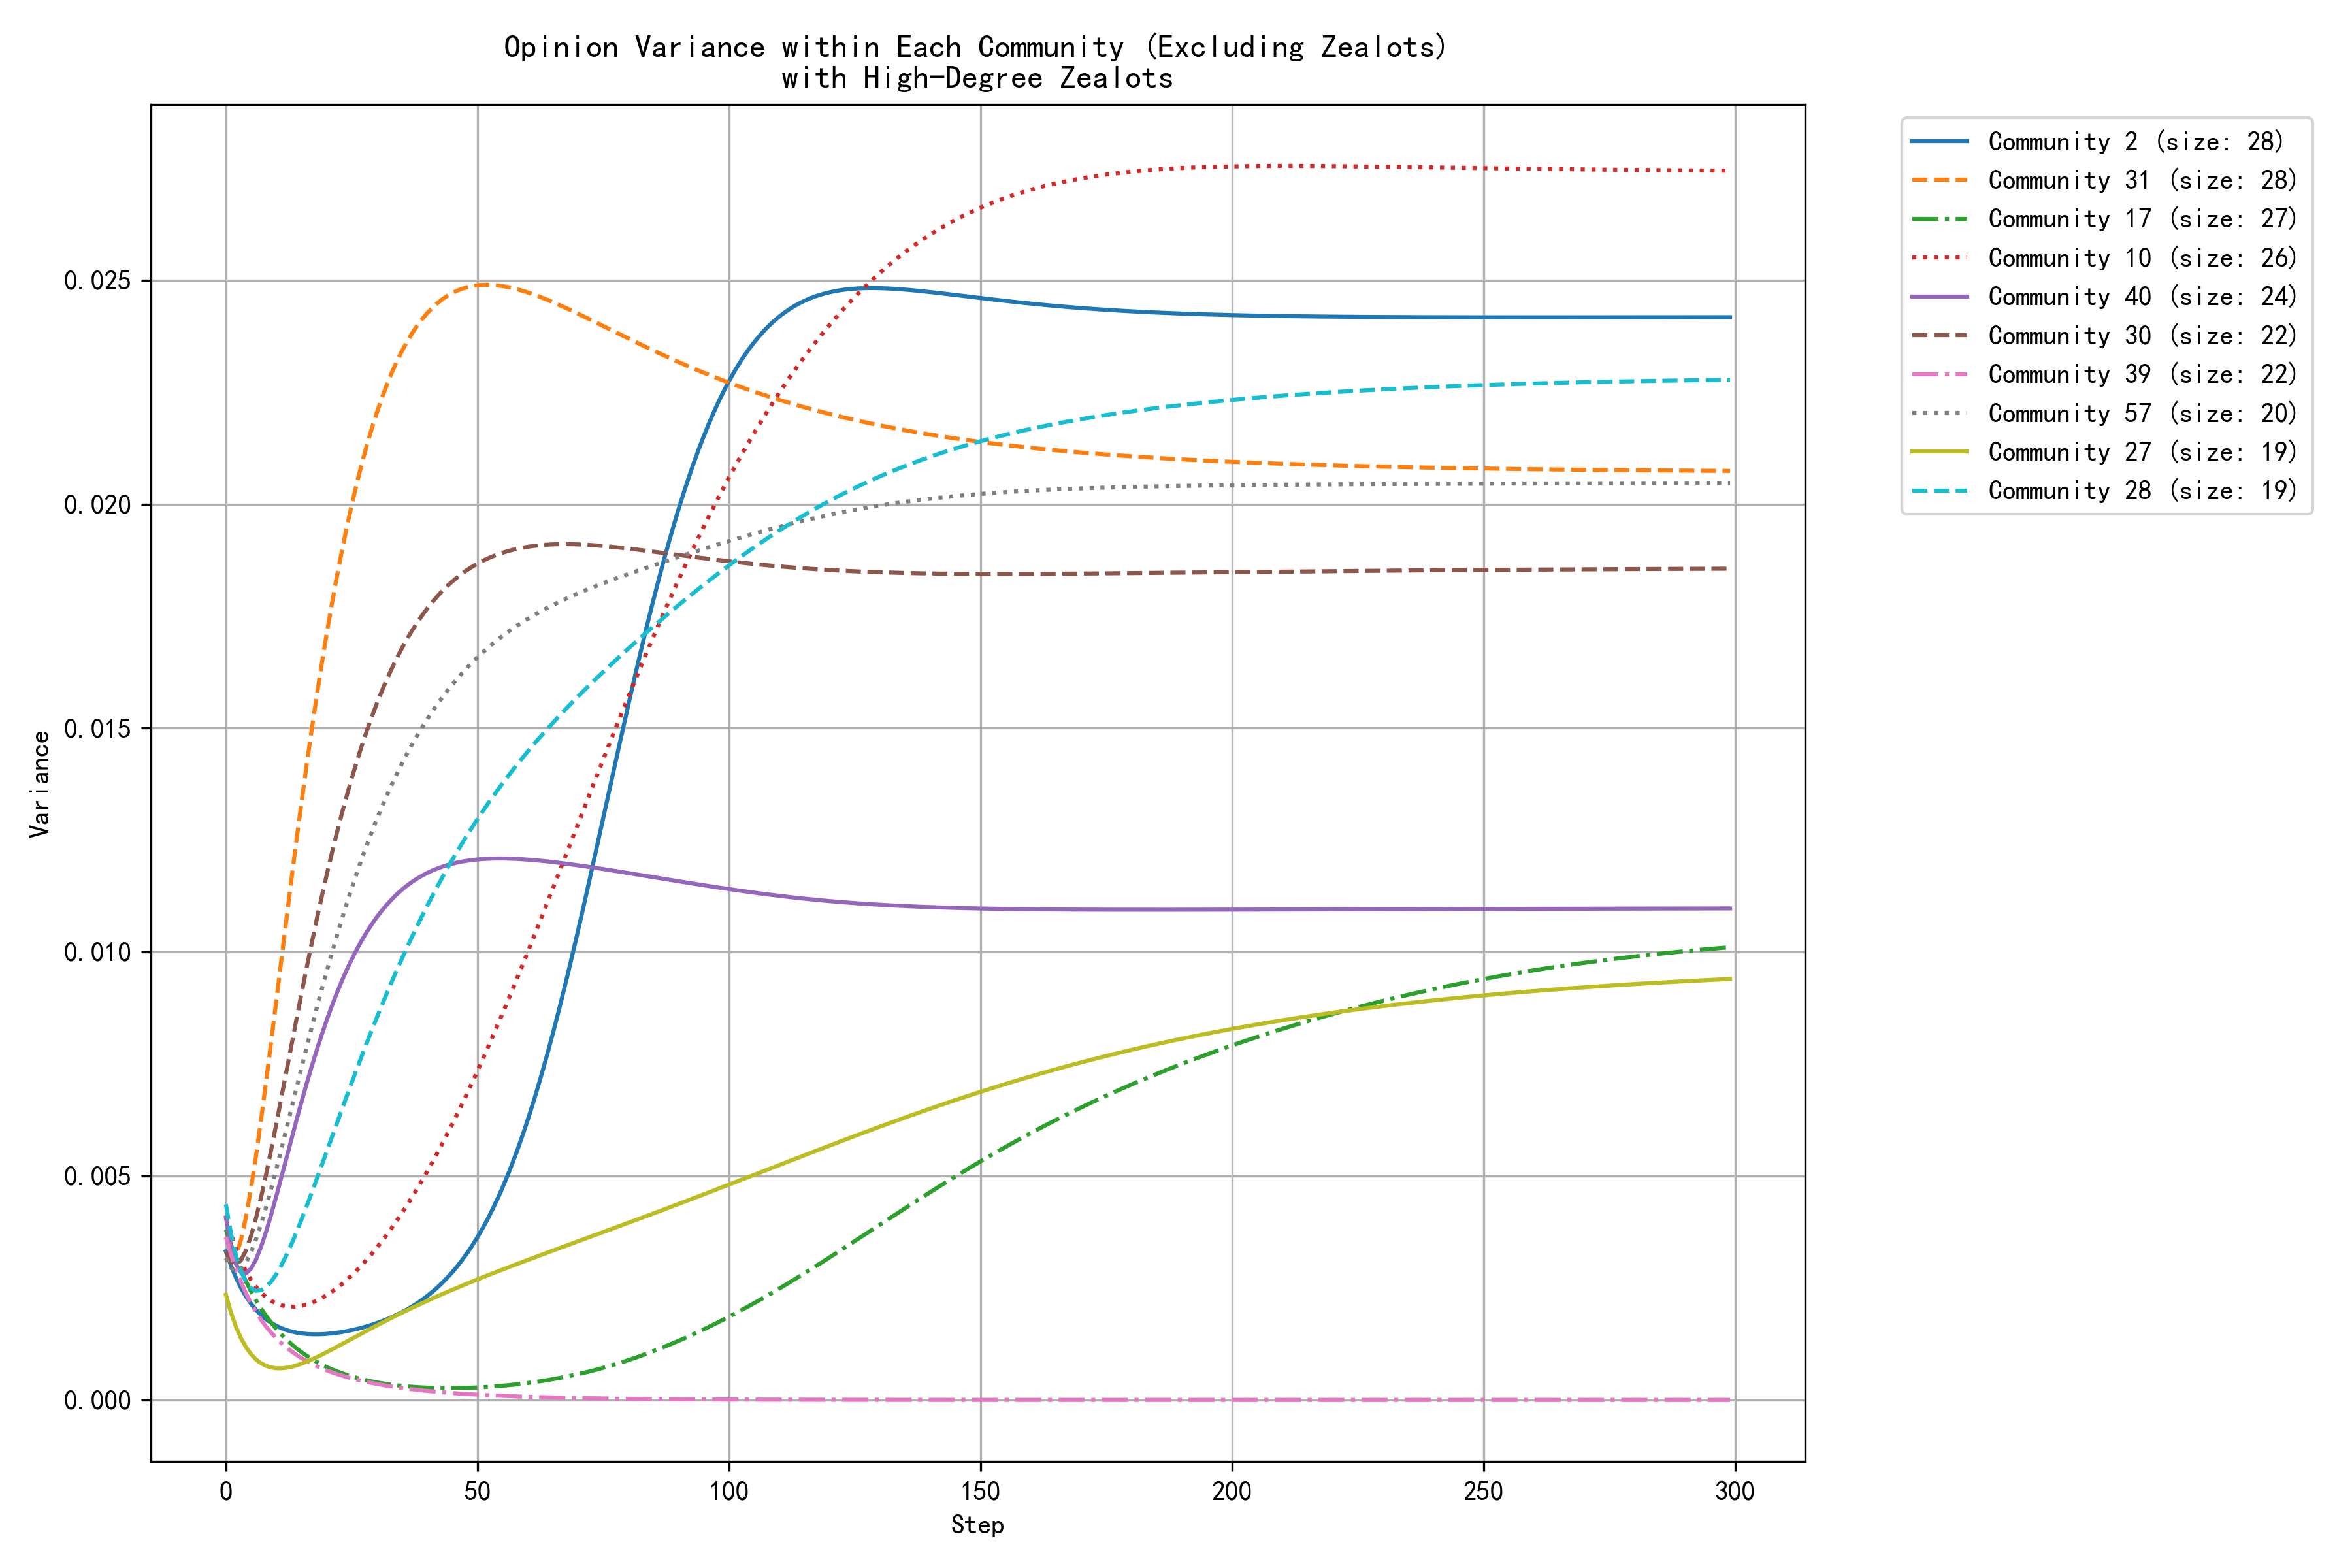 Opinion Variance within Each Community (Excluding Zealots)
with High-Degree Zealots
Community 2 (size: 28)
Community 31 (size: 28)
Community 17 (size: 27)
Community 10 (size: 26)
Community 40 (size: 24)
Community 30 (size: 22)
Community 39 (size: 22)
Community 57 (size: 20)
Community 27 (size: 19)
Community 28 (size: 19)
Variance
0.025
0.020
0.015
0.010
0.005
0.000
0 50 100 150 200 250 300
Step